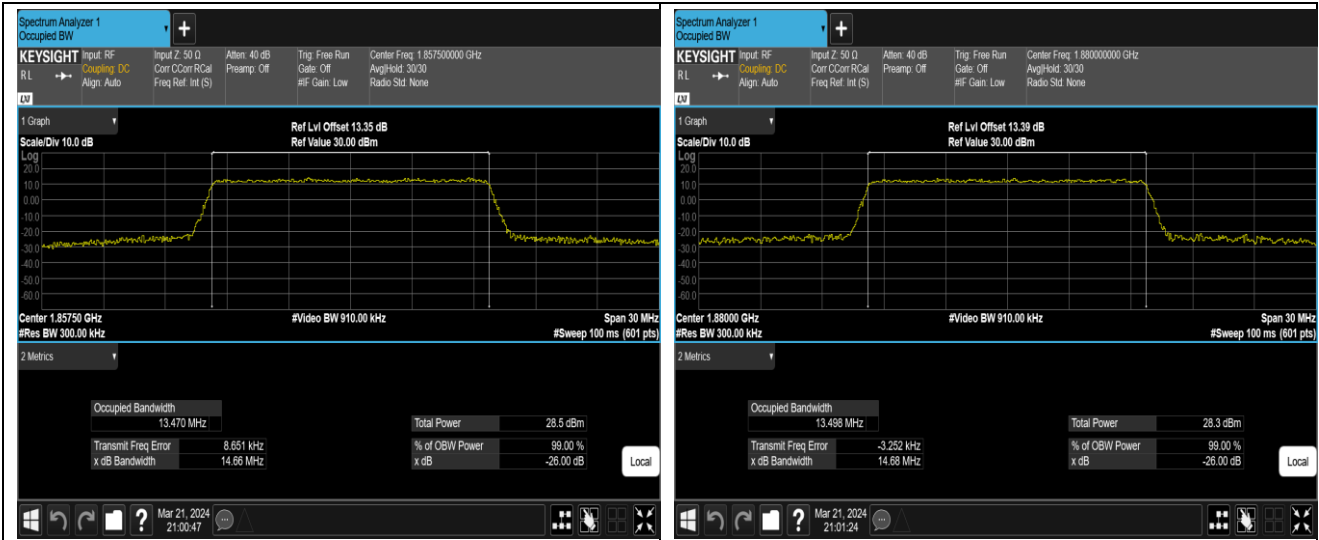 Spectrum Analyzer 1
Occupied BW
+
KEYSIGHT Input: RF Input Z: 50 Ω Atten: 40 dB Trig: Free Run Center Freq: 1.857500000 GHz
RL Coupling: DC Corr CCorr RCal Preamp: Off Gate: Off Avg|Hold: 30/30
Align: Auto Freq Ref: Int (S) #IF Gain: Low Radio Std: None
LXI
1 Graph
Ref Lvl Offset 13.35 dB
Scale/Div 10.0 dB Ref Value 30.00 dBm
Log
20.0
10.0
0.00
-10.0
-20.0
-30.0
-40.0
-50.0
-60.0
Center 1.85750 GHz #Video BW 910.00 kHz Span 30 MHz
#Res BW 300.00 kHz #Sweep 100 ms (601 pts)
2 Metrics
Occupied Bandwidth
13.470 MHz Total Power 28.5 dBm
Transmit Freq Error 8.651 kHz % of OBW Power 99.00 %
x dB Bandwidth 14.66 MHz x dB -26.00 dB
Local
? Mar 21, 2024
21:00:47
Spectrum Analyzer 1
Occupied BW
+
KEYSIGHT Input: RF Input Z: 50 Ω Atten: 40 dB Trig: Free Run Center Freq: 1.880000000 GHz
RL Coupling: DC Corr CCorr RCal Preamp: Off Gate: Off Avg|Hold: 30/30
Align: Auto Freq Ref: Int (S) #IF Gain: Low Radio Std: None
LXI
1 Graph
Ref Lvl Offset 13.39 dB
Scale/Div 10.0 dB Ref Value 30.00 dBm
Log
20.0
10.0
0.00
-10.0
-20.0
-30.0
-40.0
-50.0
-60.0
Center 1.88000 GHz #Video BW 910.00 kHz Span 30 MHz
#Res BW 300.00 kHz #Sweep 100 ms (601 pts)
2 Metrics
Occupied Bandwidth
13.498 MHz Total Power 28.3 dBm
Transmit Freq Error -3.252 kHz % of OBW Power 99.00 %
x dB Bandwidth 14.68 MHz x dB -26.00 dB
Local
? Mar 21, 2024
21:01:24